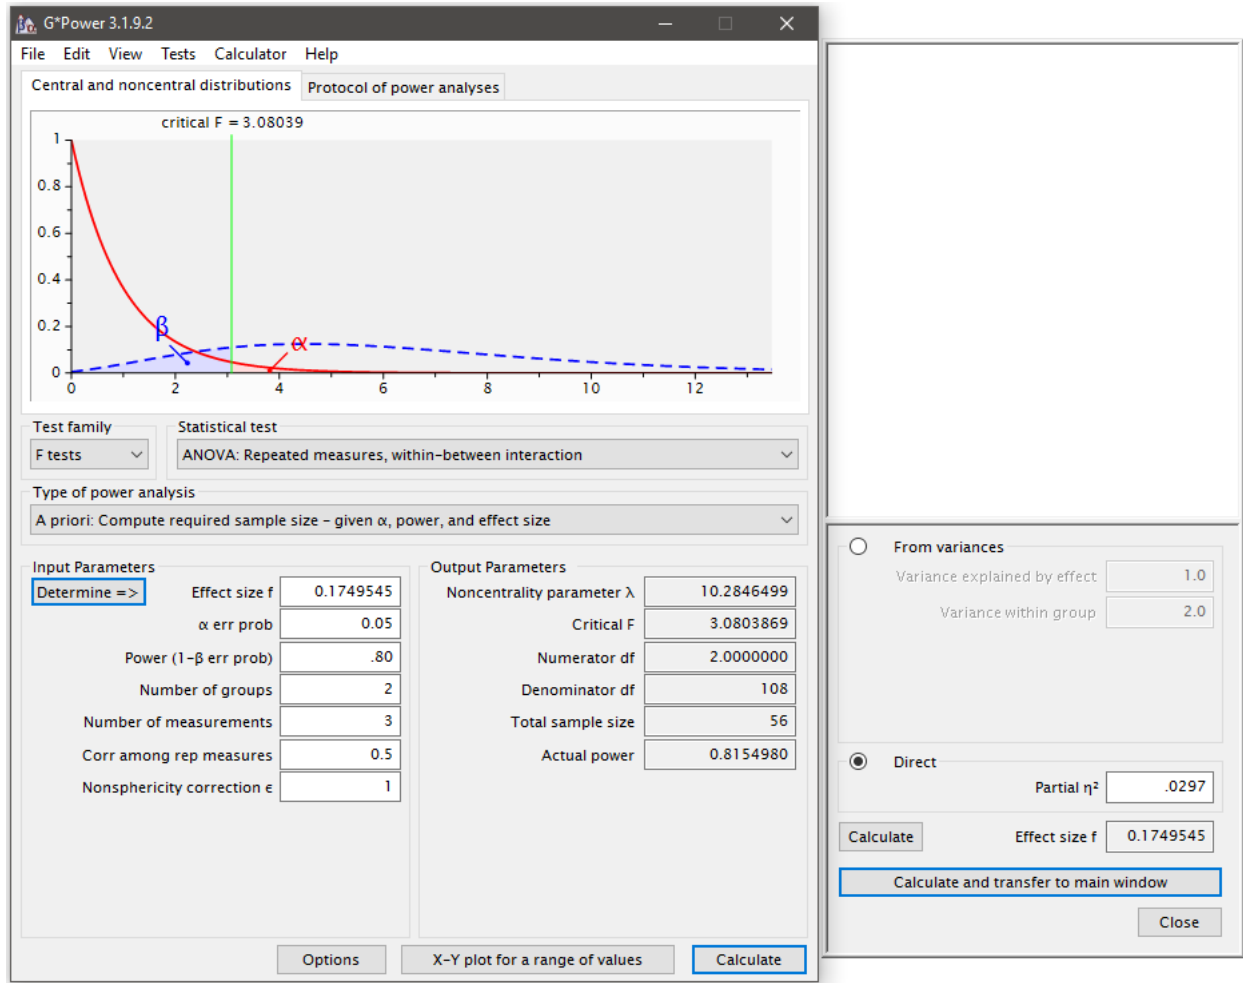 G*Power 3.1.9.2
File Edit View Tests Calculator Help
Central and noncentral distributions Protocol of power analyses
critical F = 3.08039
1
0.8
0.6
0.4
0.2
0
β
α
0 2 4 6 8 10 12
Test family Statistical test
F tests ANOVA: Repeated measures, within-between interaction
Type of power analysis
A priori: Compute required sample size - given α, power, and effect size
Input Parameters
Determine => Effect size f 0.1749545
α err prob 0.05
Power (1-β err prob) .80
Number of groups 2
Number of measurements 3
Corr among rep measures 0.5
Nonsphericity correction ϵ 1
Output Parameters
Noncentrality parameter λ 10.2846499
Critical F 3.0803869
Numerator df 2.0000000
Denominator df 108
Total sample size 56
Actual power 0.8154980
Options X-Y plot for a range of values Calculate
From variances
Variance explained by effect 1.0
Variance within group 2.0
Direct
Partial η² .0297
Calculate Effect size f 0.1749545
Calculate and transfer to main window
Close